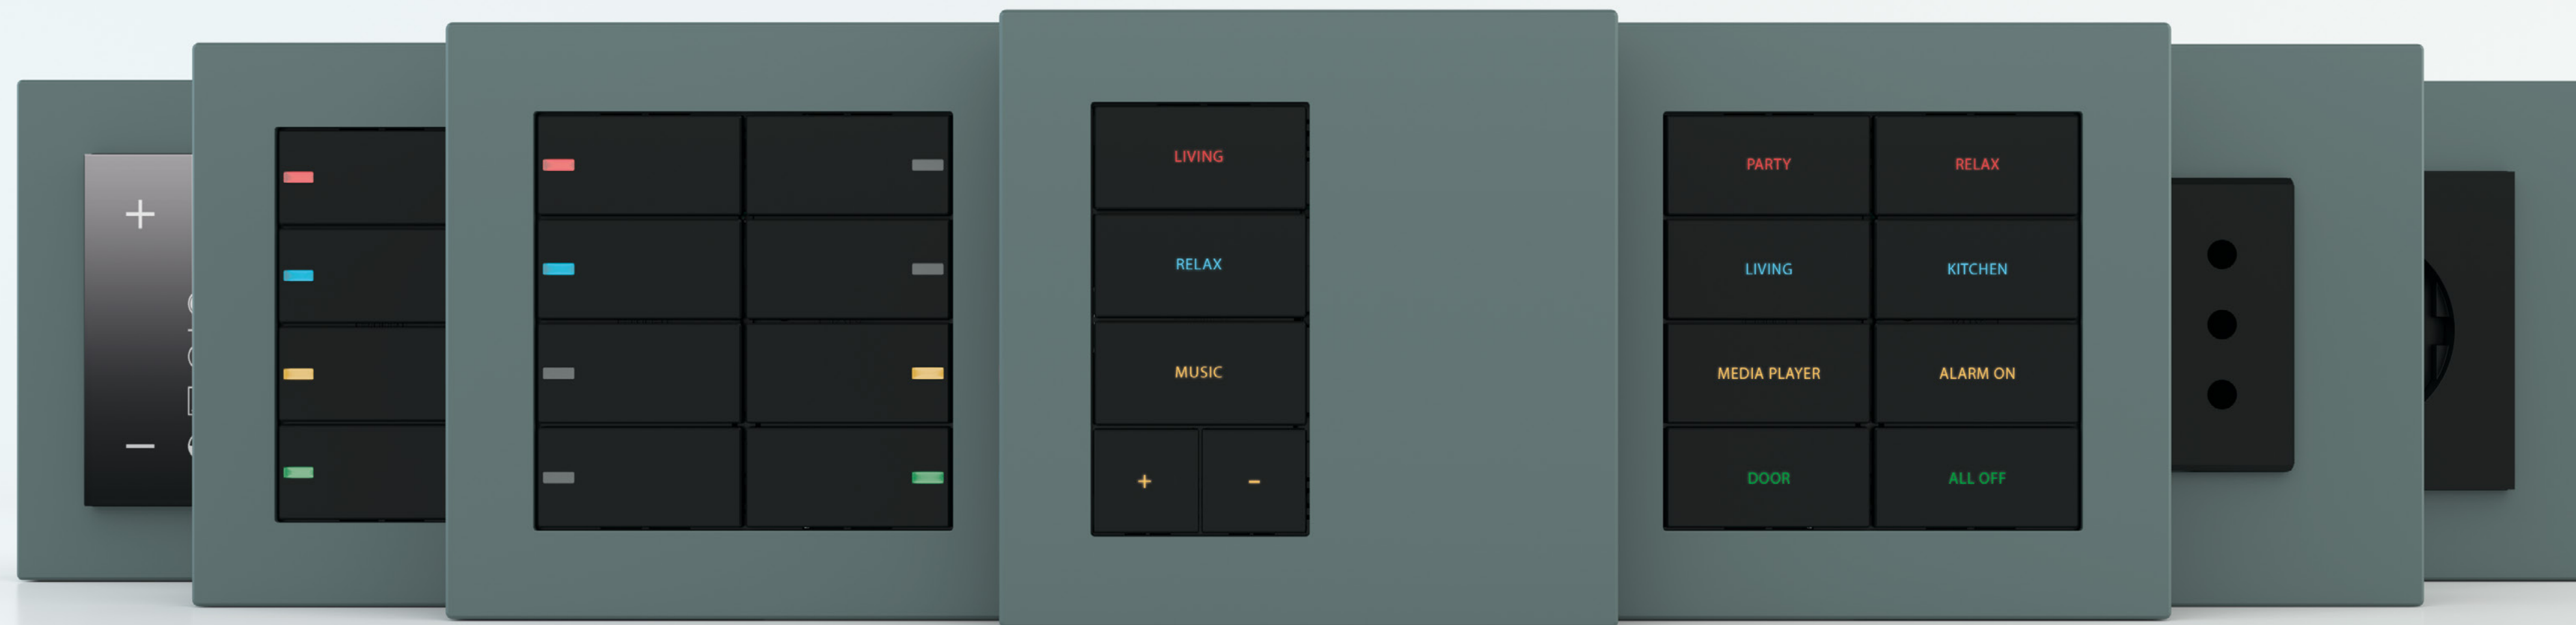 +
−
LIVING
RELAX
MUSIC
+ −
PARTY RELAX
LIVING KITCHEN
MEDIA PLAYER ALARM ON
DOOR ALL OFF